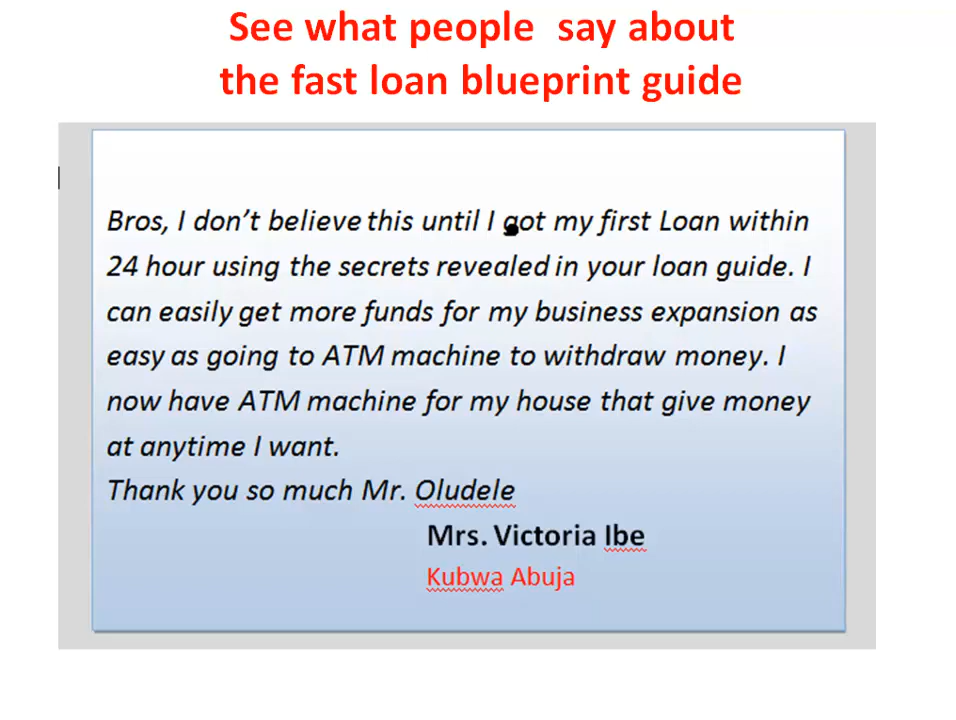 See what people say about
the fast loan blueprint guide
Bros, I don't believe this until I got my first Loan within
24 hour using the secrets revealed in your loan guide. I
can easily get more funds for my business expansion as
easy as going to ATM machine to withdraw money. I
now have ATM machine for my house that give money
at anytime I want.
Thank you so much Mr. Oludele
Mrs. Victoria Ibe
Kubwa Abuja